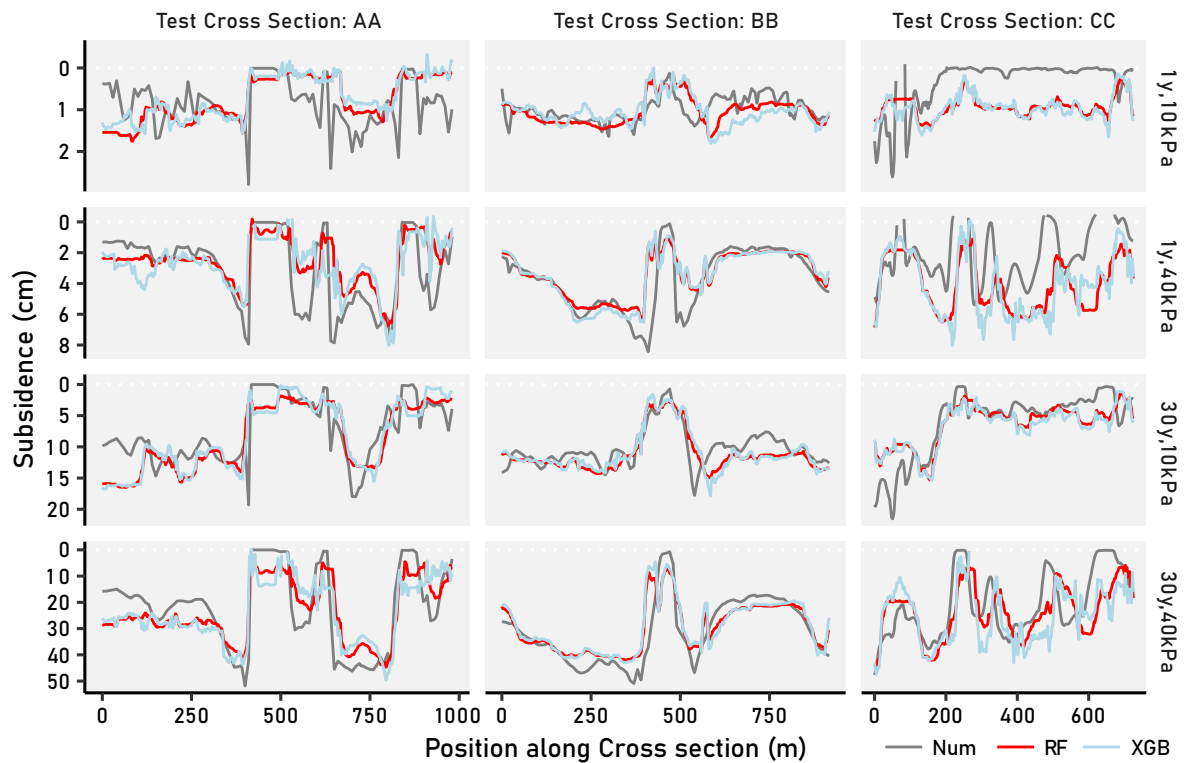 Test Cross Section: AA
Test Cross Section: BB
Test Cross Section: CC
Subsidence (cm)
0
1
2
1y,10kPa
0
2
4
6
8
1y,40kPa
0
5
10
15
20
30y,10kPa
0
10
20
30
40
50
30y,40kPa
0 250 500 750 1000
0 250 500 750
0 200 400 600
Position along Cross section (m)
Num RF XGB